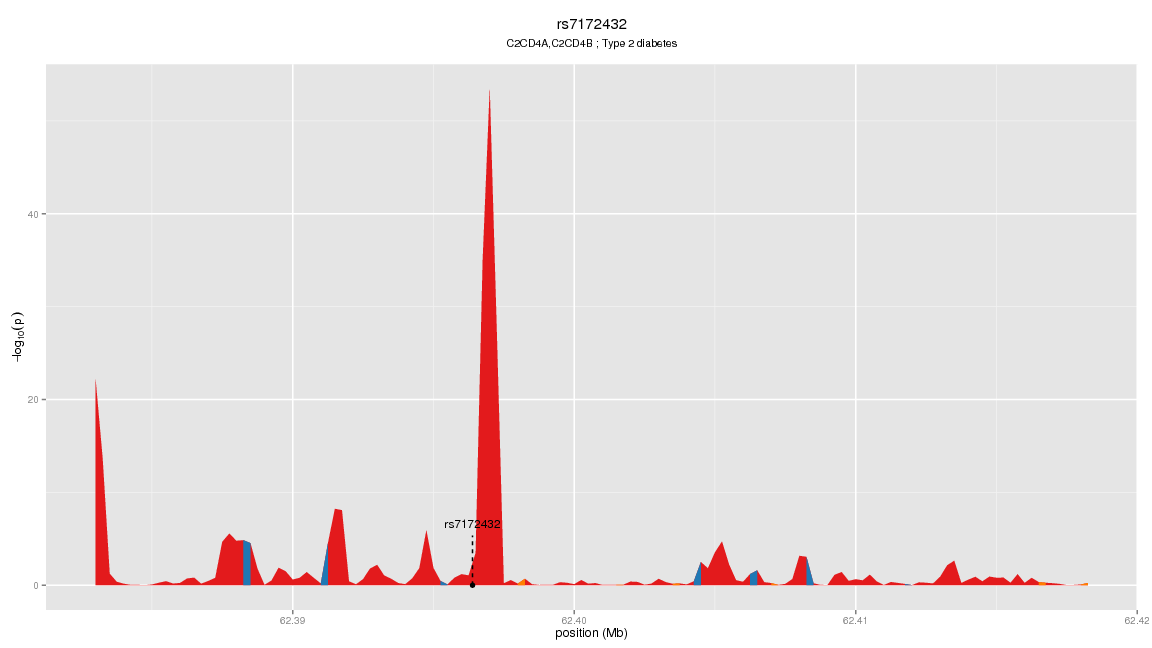 rs7172432
C2CD4A,C2CD4B ; Type 2 diabetes
−log10(p)
40
20
0
rs7172432
62.39
62.40
62.41
62.42
position (Mb)